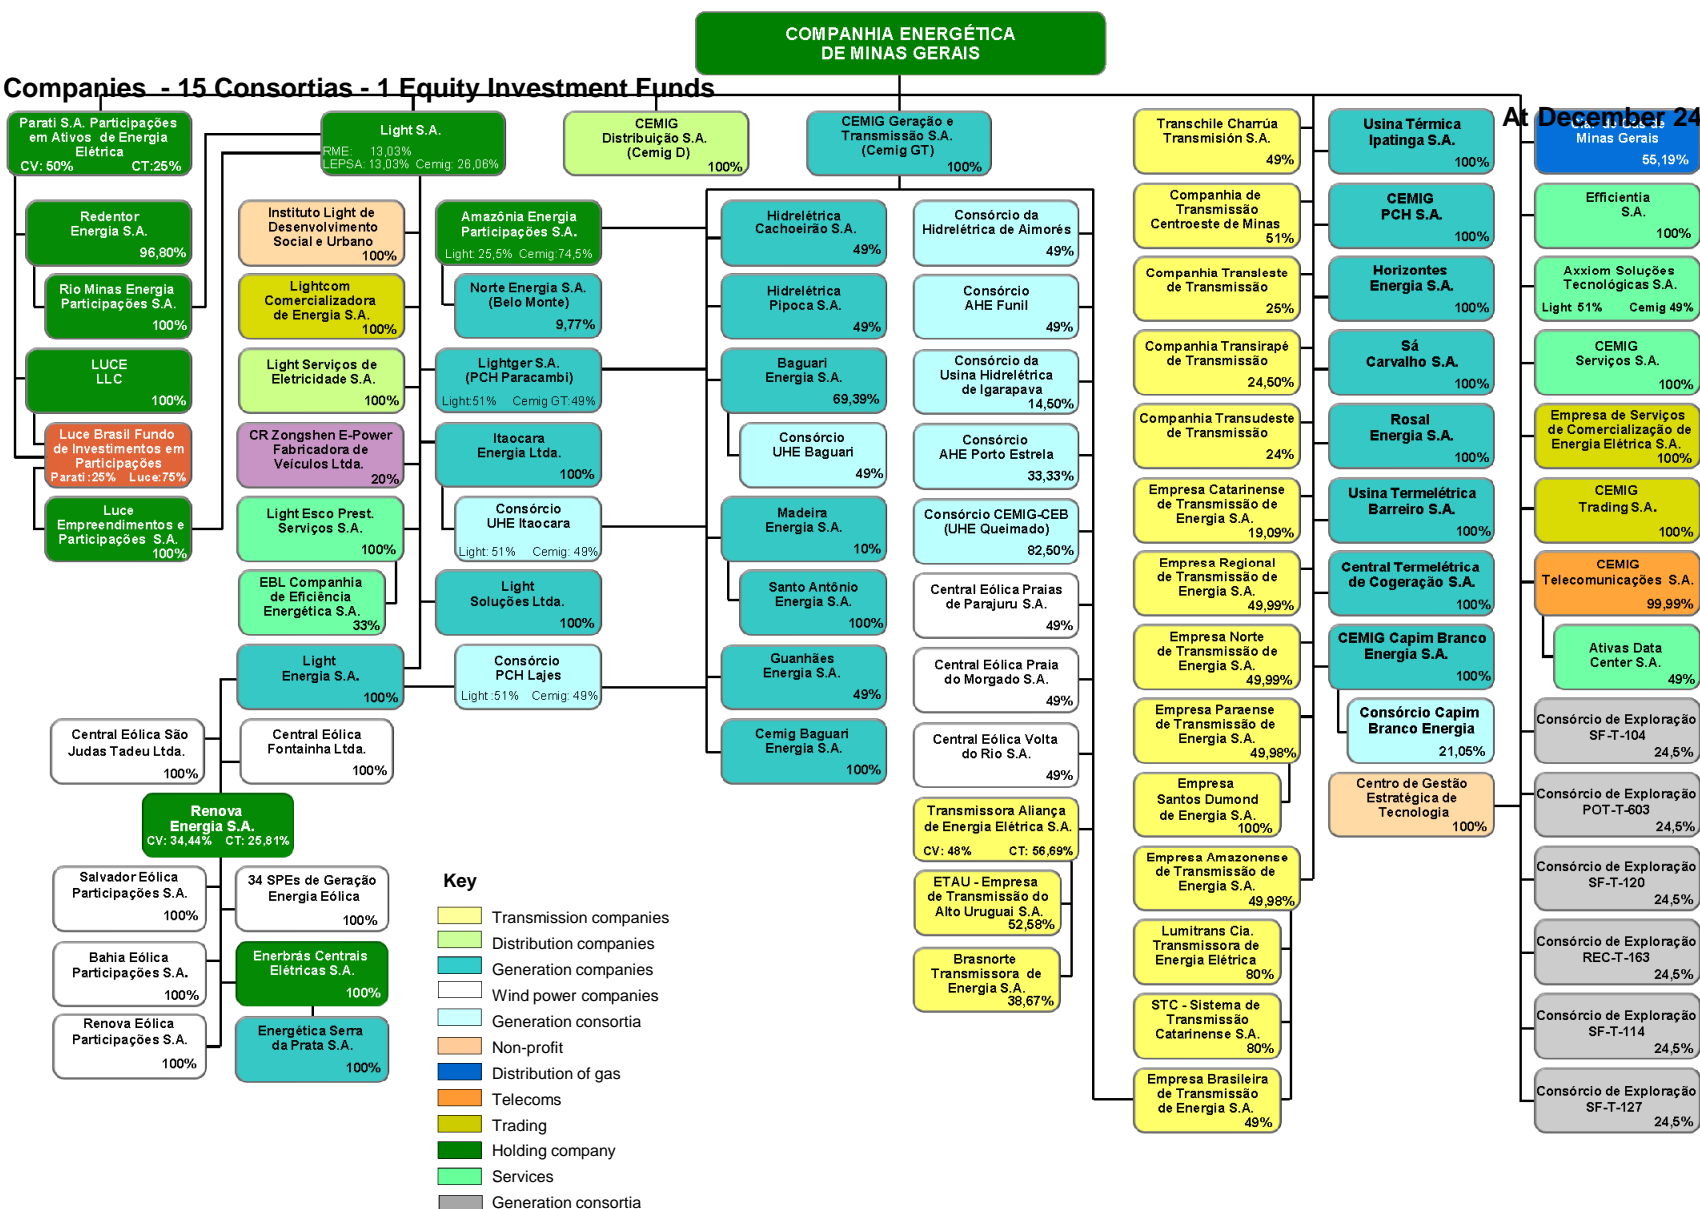 COMPANHIA ENERGÉTICA
DE MINAS GERAIS
Companies - 15 Consortias - 1 Equity Investment Funds
At December 24
Parati S.A. Participações
em Ativos de Energia
Elétrica
CV: 50% CT:25%
Redentor
Energia S.A.
96,80%
Rio Minas Energia
Participações S.A.
100%
LUCE
LLC
100%
Luce Brasil Fundo
de Investimentos em
Participações
Parati:25% Luce:75%
Luce
Empreendimentos e
Participações S.A.
100%
Light S.A.
RME: 13,03%
LEPSA: 13,03% Cemig: 26,06%
Instituto Light de
Desenvolvimento
Social e Urbano
100%
Lightcom
Comercializadora
de Energia S.A.
100%
Light Serviços de
Eletricidade S.A.
100%
CR Zongshen E-Power
Fabricadora de
Veículos Ltda.
20%
Light Esco Prest.
Serviços S.A.
100%
EBL Companhia
de Eficiência
Energética S.A.
33%
Light
Energia S.A.
100%
Central Eólica São
Judas Tadeu Ltda.
100%
Central Eólica
Fontainha Ltda.
100%
Renova
Energia S.A.
CV: 34,44% CT: 25,81%
Salvador Eólica
Participações S.A.
100%
34 SPEs de Geração
Energia Eólica
100%
Bahia Eólica
Participações S.A.
100%
Enerbrás Centrais
Elétricas S.A.
100%
Renova Eólica
Participações S.A.
100%
Energética Serra
da Prata S.A.
100%
Amazônia Energia
Participações S.A.
Light: 25,5% Cemig:74,5%
Norte Energia S.A.
(Belo Monte)
9,77%
Lightger S.A.
(PCH Paracambi)
Light:51% Cemig GT:49%
Itaocara
Energia Ltda.
100%
Consórcio
UHE Itaocara
Light: 51% Cemig: 49%
Light
Soluções Ltda.
100%
Consórcio
PCH Lajes
Light:51% Cemig: 49%
CEMIG
Distribuição S.A.
(Cemig D)
100%
CEMIG Geração e
Transmissão S.A.
(Cemig GT)
100%
Hidrelétrica
Cachoeirão S.A.
49%
Hidrelétrica
Pipoca S.A.
49%
Baguari
Energia S.A.
69,39%
Consórcio
UHE Baguari
49%
Madeira
Energia S.A.
10%
Santo Antônio
Energia S.A.
100%
Guanhães
Energia S.A.
49%
Cemig Baguari
Energia S.A.
100%
Consórcio da
Hidrelétrica de Aimorés
49%
Consórcio
AHE Funil
49%
Consórcio da
Usina Hidrelétrica
de Igarapava
14,50%
Consórcio
AHE Porto Estrela
33,33%
Consórcio CEMIG-CEB
(UHE Queimado)
82,50%
Central Eólica Praias
de Parajuru S.A.
49%
Central Eólica Praia
do Morgado S.A.
49%
Central Eólica Volta
do Rio S.A.
49%
Transmissora Aliança
de Energia Elétrica S.A.
CV: 48% CT: 56,69%
ETAU - Empresa
de Transmissão do
Alto Uruguai S.A.
52,58%
Brasnorte
Transmissora de
Energia S.A.
38,67%
Transchile Charrúa
Transmisión S.A.
49%
Companhia de
Transmissão
Centroeste de Minas
51%
Companhia Transleste
de Transmissão
25%
Companhia Transirapé
de Transmissão
24,50%
Companhia Transudeste
de Transmissão
24%
Empresa Catarinense
de Transmissão de
Energia S.A.
19,09%
Empresa Regional
de Transmissão de
Energia S.A.
49,99%
Empresa Norte
de Transmissão de
Energia S.A.
49,99%
Empresa Paraense
de Transmissão de
Energia S.A.
49,98%
Empresa
Santos Dumond
de Energia S.A.
100%
Empresa Amazonense
de Transmissão de
Energia S.A.
49,98%
Lumitrans Cia.
Transmissora de
Energia Elétrica
80%
STC - Sistema de
Transmissão
Catarinense S.A.
80%
Empresa Brasileira
de Transmissão
de Energia S.A.
49%
Usina Térmica
Ipatinga S.A.
100%
CEMIG
PCH S.A.
100%
Horizontes
Energia S.A.
100%
Sá
Carvalho S.A.
100%
Rosal
Energia S.A.
100%
Usina Termelétrica
Barreiro S.A.
100%
Central Termelétrica
de Cogeração S.A.
100%
CEMIG Capim Branco
Energia S.A.
100%
Consórcio Capim
Branco Energia
21,05%
Centro de Gestão
Estratégica de
Tecnologia
100%
Minas Gerais
55,19%
Efficientia
S.A.
100%
Axxiom Soluções
Tecnológicas S.A.
Light 51% Cemig 49%
CEMIG
Serviços S.A.
100%
Empresa de Serviços
de Comercialização de
Energia Elétrica S.A.
100%
CEMIG
Trading S.A.
100%
CEMIG
Telecomunicações S.A.
99,99%
Ativas Data
Center S.A.
49%
Consórcio de Exploração
SF-T-104
24,5%
Consórcio de Exploração
POT-T-603
24,5%
Consórcio de Exploração
SF-T-120
24,5%
Consórcio de Exploração
REC-T-163
24,5%
Consórcio de Exploração
SF-T-114
24,5%
Consórcio de Exploração
SF-T-127
24,5%
Key
Transmission companies
Distribution companies
Generation companies
Wind power companies
Generation consortia
Non-profit
Distribution of gas
Telecoms
Trading
Holding company
Services
Generation consortia